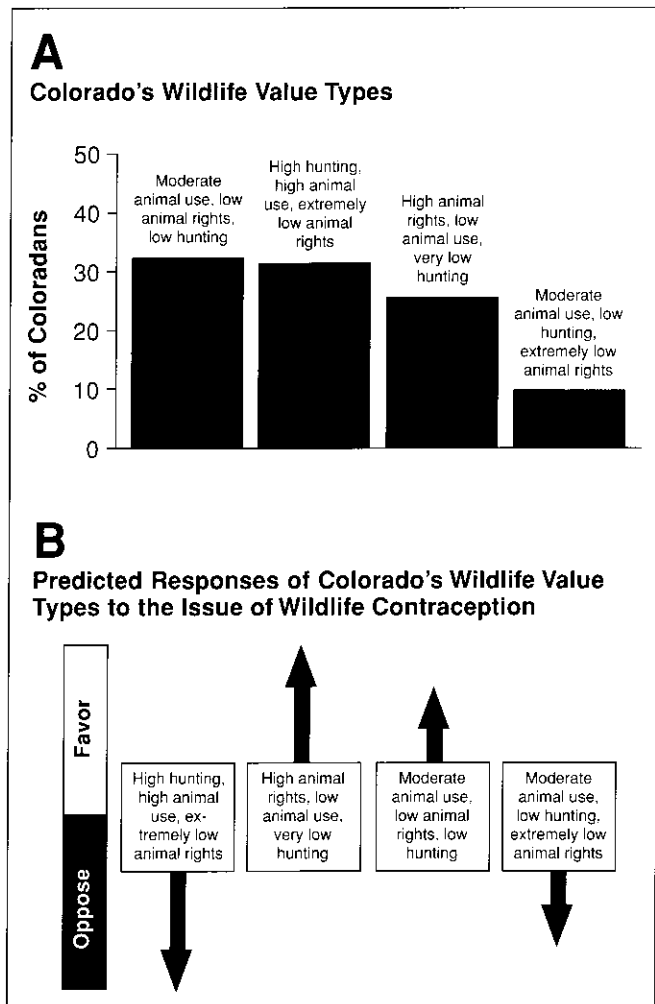 A
Colorado's Wildlife Value Types
% of Coloradans
50
40
30
20
10
0
Moderate
animal use, low
animal rights,
low hunting
High hunting,
high animal
use, extremely
low animal
rights
High animal
rights, low
animal use,
very low
hunting
Moderate
animal use, low
hunting,
extremely low
animal rights
B
Predicted Responses of Colorado's Wildlife Value
Types to the Issue of Wildlife Contraception
Favor
Oppose
High hunting,
high animal
use, ex-
tremely low
animal rights
High animal
rights, low
animal use,
very low
hunting
Moderate
animal use,
low animal
rights, low
hunting
Moderate
animal use,
low hunting,
extremely low
animal rights